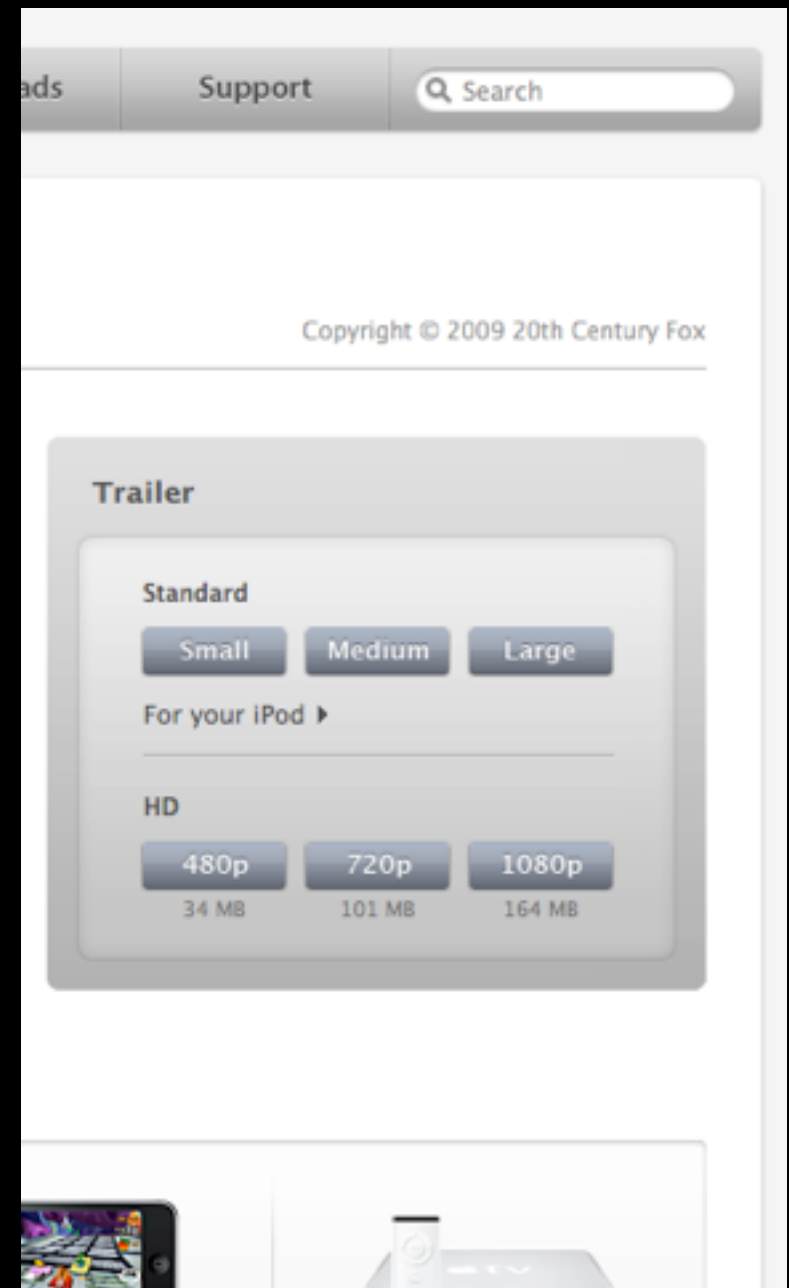 ads Support Search
Copyright © 2009 20th Century Fox
Trailer
Standard
Small Medium Large
For your iPod
HD
480p 720p 1080p
34 MB 101 MB 164 MB
tv